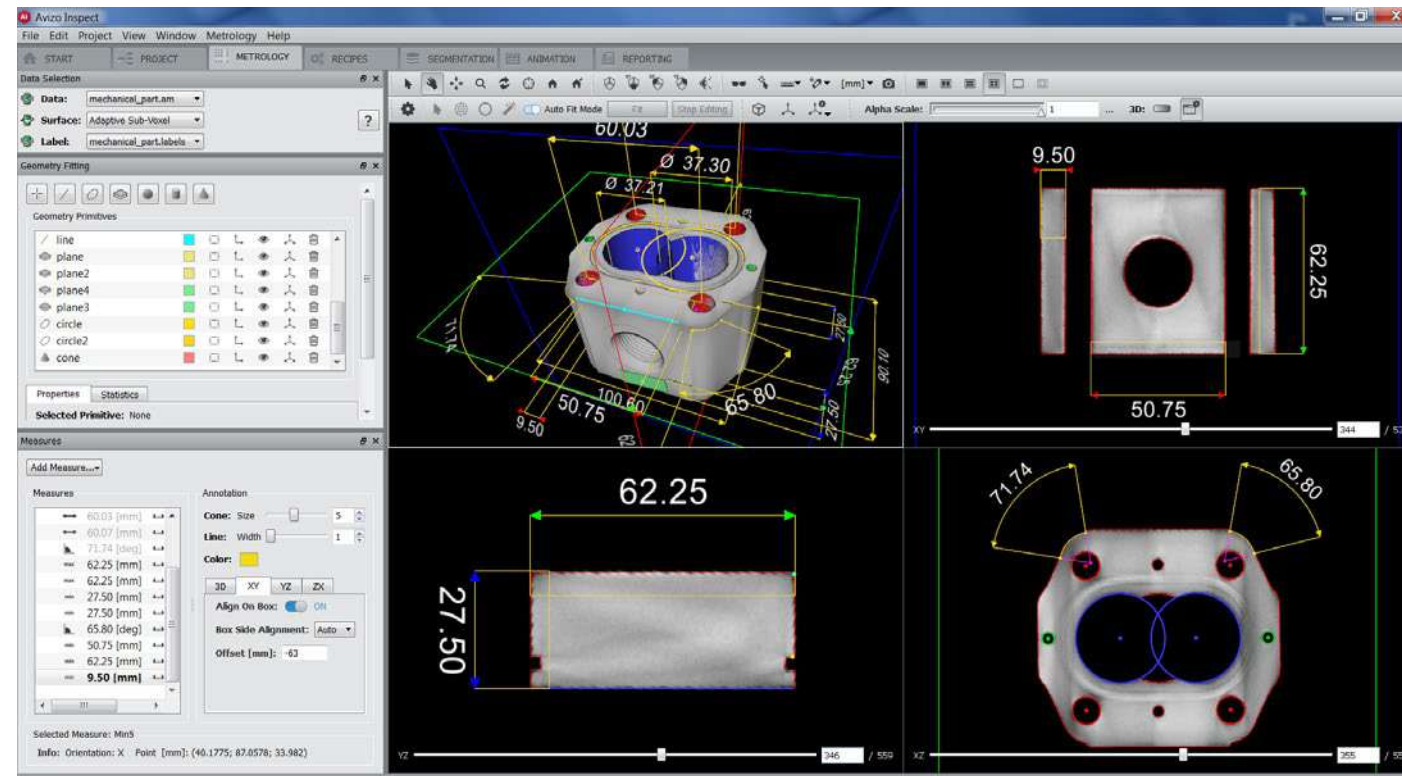 Avizo Inspect
File Edit Project View Window Metrology Help
START PROJECT METROLOGY RECIPES SEGMENTATION ANIMATION REPORTING
Data Selection
Data: mechanical_part.am
Surface: Adaptive Sub-Voxel
?
Label: mechanical_part.labels
[mm]
Auto Fit Mode Fit Stop Editing Alpha Scale: 1 ... 3D:
Geometry Fitting
Geometry Primitives
line
plane
plane2
plane4
plane3
circle
circle2
cone
Properties Statistics
Selected Primitive: None
Measures
Add Measure...
Measures
60.03 [mm]
60.07 [mm]
71.74 [deg]
62.25 [mm]
62.25 [mm]
27.50 [mm]
27.50 [mm]
65.80 [deg]
50.75 [mm]
62.25 [mm]
9.50 [mm]
Annotation
Cone: Size 5
Line: Width 1
Color:
3D XY YZ ZX
Align On Box: ON
Box Side Alignment: Auto
Offset [mm]: -63
Selected Measure: Min5
Info: Orientation: X Point [mm]: (40.1775; 87.0578; 33.982)
60.03
Ø 37.30
Ø 37.21
71.74
100.60
50.75
65.80
9.50
62.25
90.10
27.50
9.50
62.25
50.75
XY 344
62.25
27.50
YZ 346 / 559
71.74
65.80
XZ 355